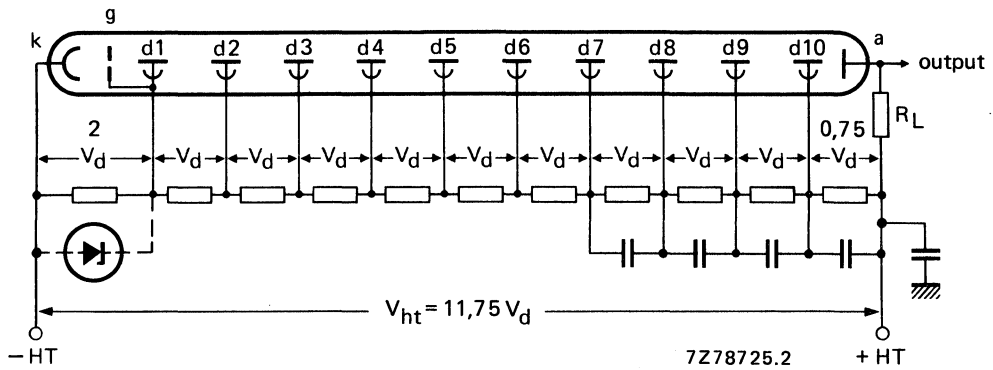 g
k d1 d2 d3 d4 d5 d6 d7 d8 d9 d10 a
output
R_L
2 0,75
V_d V_d V_d V_d V_d V_d V_d V_d V_d V_d V_d
V_ht = 11,75 V_d
−HT 7Z78725.2 +HT